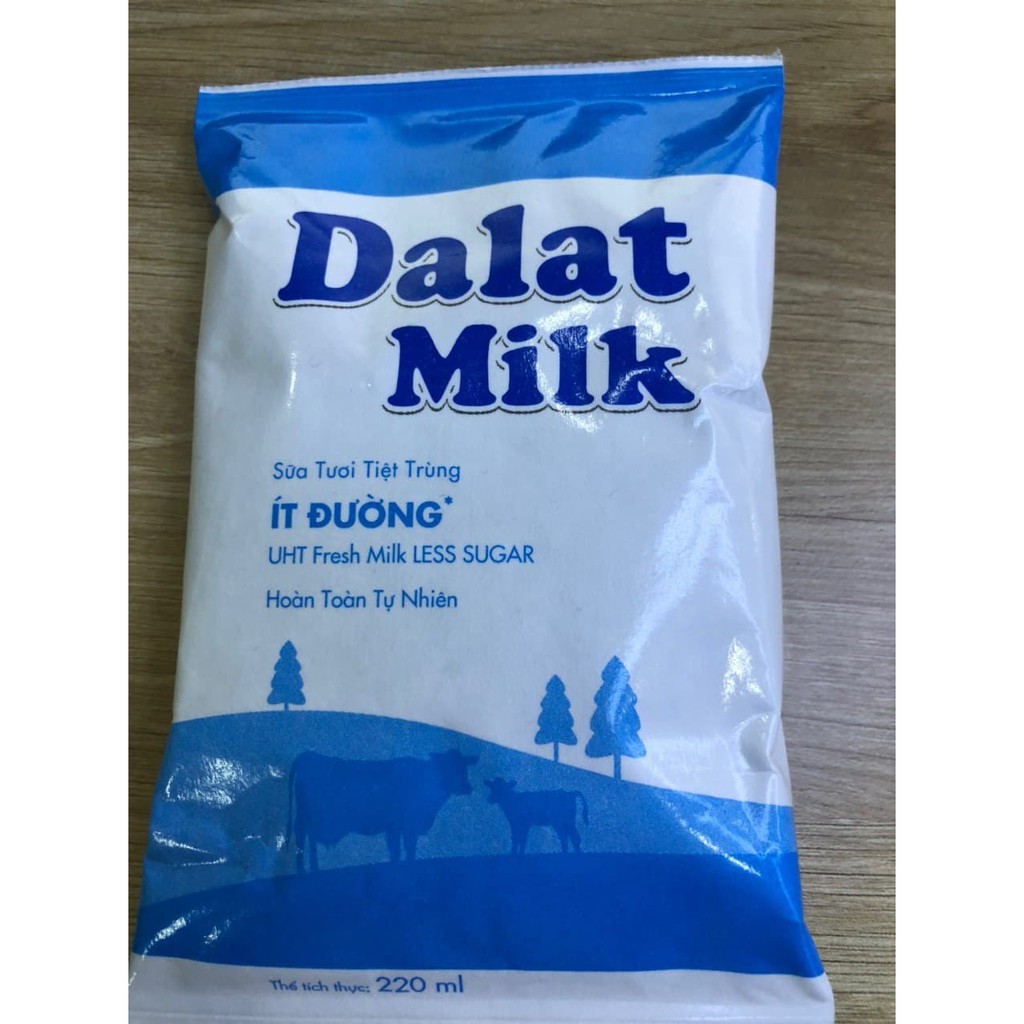 Dalat
Milk
Sữa Tươi Tiệt Trùng
ÍT ĐƯỜNG*
UHT Fresh Milk LESS SUGAR
Hoàn Toàn Tự Nhiên
Thể tích thực: 220 ml